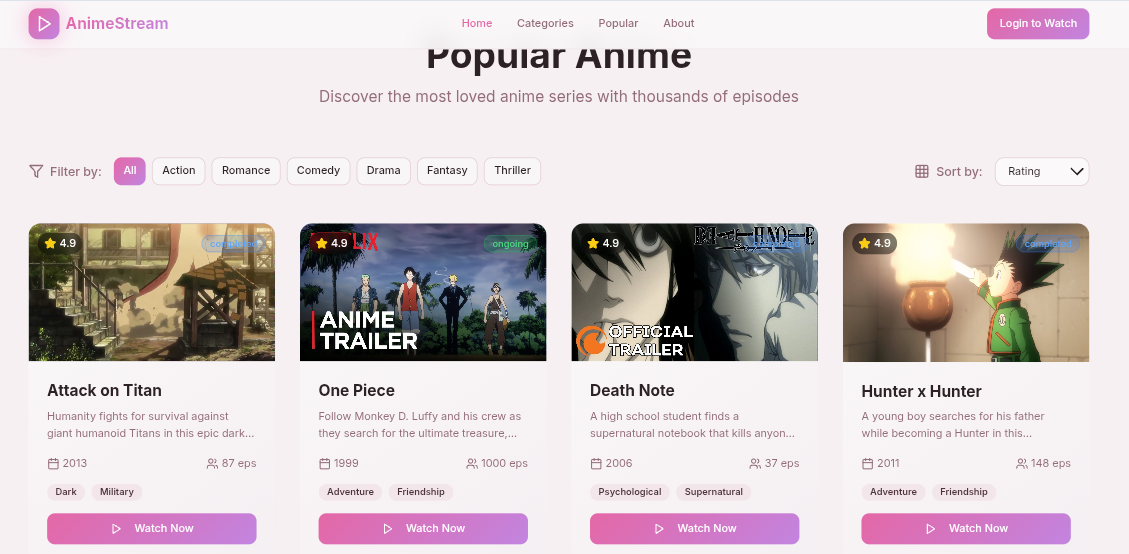 AnimeStream
Home
Categories
Popular
About
Login to Watch
Popular Anime
Discover the most loved anime series with thousands of episodes
Filter by:
All
Action
Romance
Comedy
Drama
Fantasy
Thriller
Sort by:
Rating
4.9
completed
4.9
LIX
ongoing
ANIME
TRAILER
4.9
DEATH NOTE
completed
OFFICIAL
TRAILER
4.9
completed
Attack on Titan
Humanity fights for survival against
giant humanoid Titans in this epic dark...
2013
87 eps
Dark
Military
Watch Now
One Piece
Follow Monkey D. Luffy and his crew as
they search for the ultimate treasure,...
1999
1000 eps
Adventure
Friendship
Watch Now
Death Note
A high school student finds a
supernatural notebook that kills anyon...
2006
37 eps
Psychological
Supernatural
Watch Now
Hunter x Hunter
A young boy searches for his father
while becoming a Hunter in this...
2011
148 eps
Adventure
Friendship
Watch Now